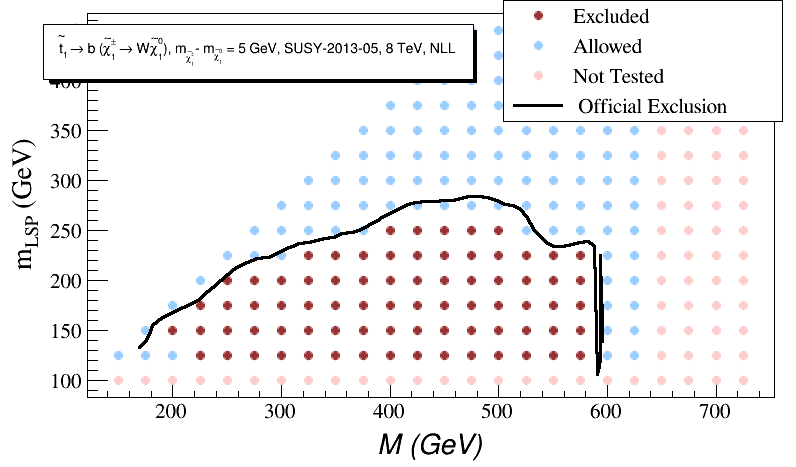 t̃₁ → b (χ̃₁± → Wχ̃₁⁰), m_χ̃₁± - m_χ̃₁⁰ = 5 GeV, SUSY-2013-05, 8 TeV, NLL
Excluded
Allowed
Not Tested
Official Exclusion
m_LSP (GeV)
400
350
300
250
200
150
100
200
300
400
500
600
700
M (GeV)